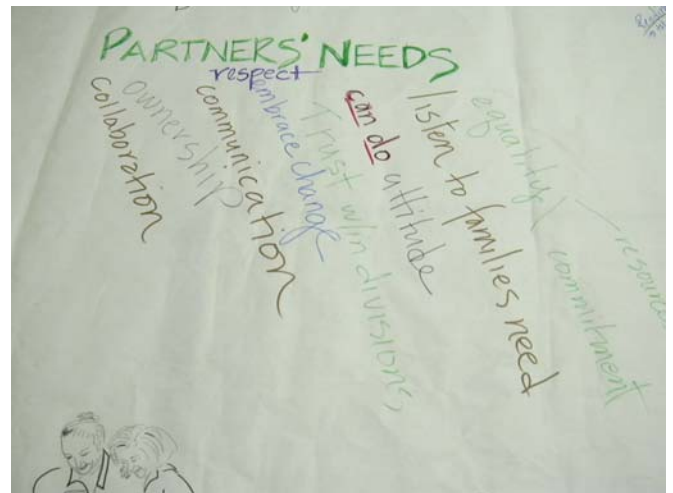 PARTNERS' NEEDS
respect
collaboration
ownership
communication
embrace change
Trust w/in divisions
can do attitude
listen to families need
equality
commitment